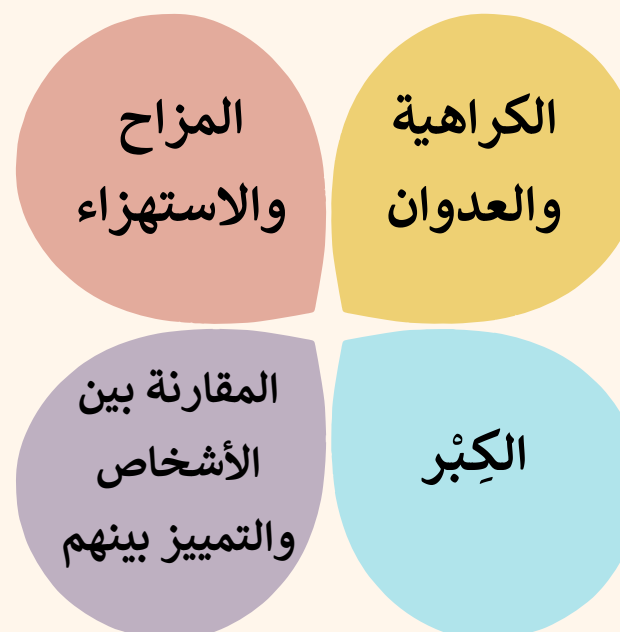 الكراهية
والعدوان
المزاح
والاستهزاء
الكِبْر
المقارنة بين
الأشخاص
والتمييز بينهم